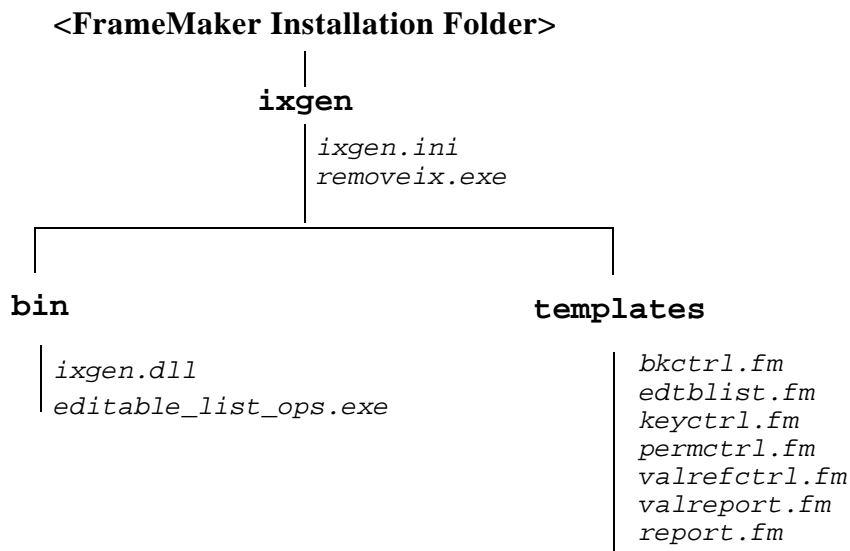 <FrameMaker Installation Folder>
ixgen
ixgen.ini
removeix.exe
bin
ixgen.dll
editable_list_ops.exe
templates
bkctrl.fm
edtblist.fm
keyctrl.fm
permctrl.fm
valrefctrl.fm
valreport.fm
report.fm